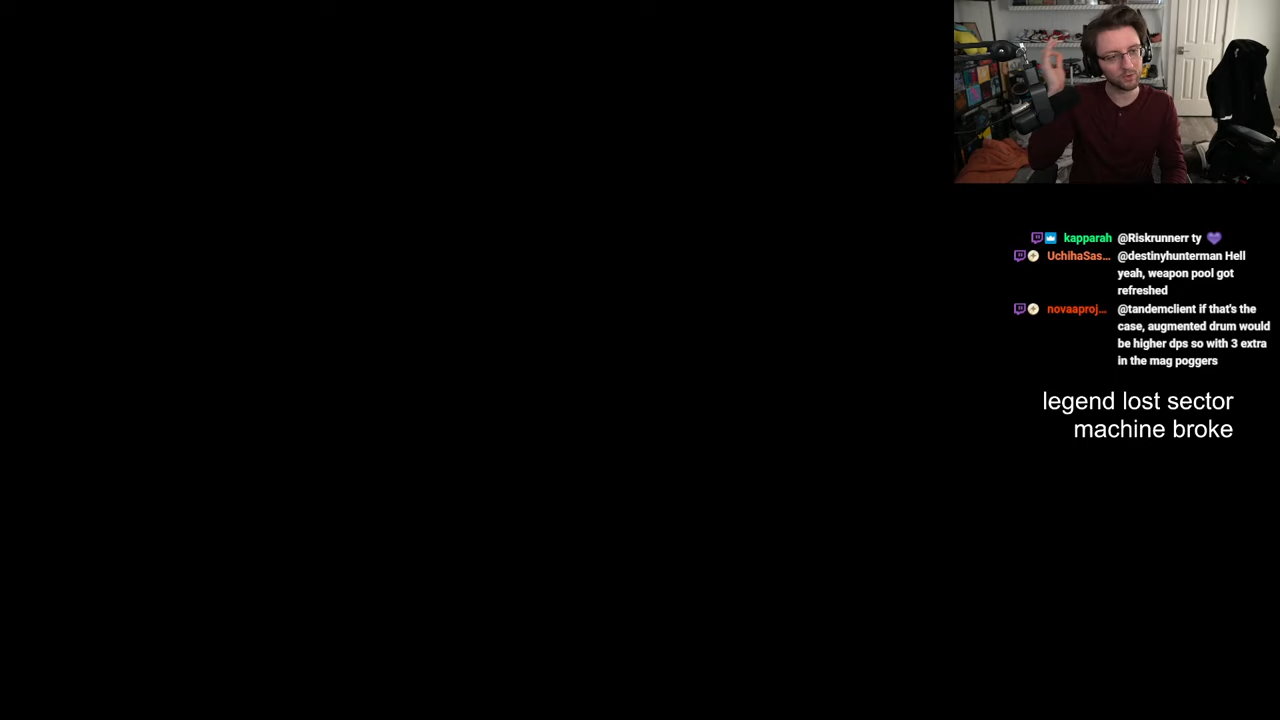 kapparah @Riskrunnerr ty
UchihaSas... @destinyhunterman Hell
yeah, weapon pool got
refreshed
novaaproj... @tandemclient if that's the
case, augmented drum would
be higher dps so with 3 extra
in the mag poggers
legend lost sector
machine broke